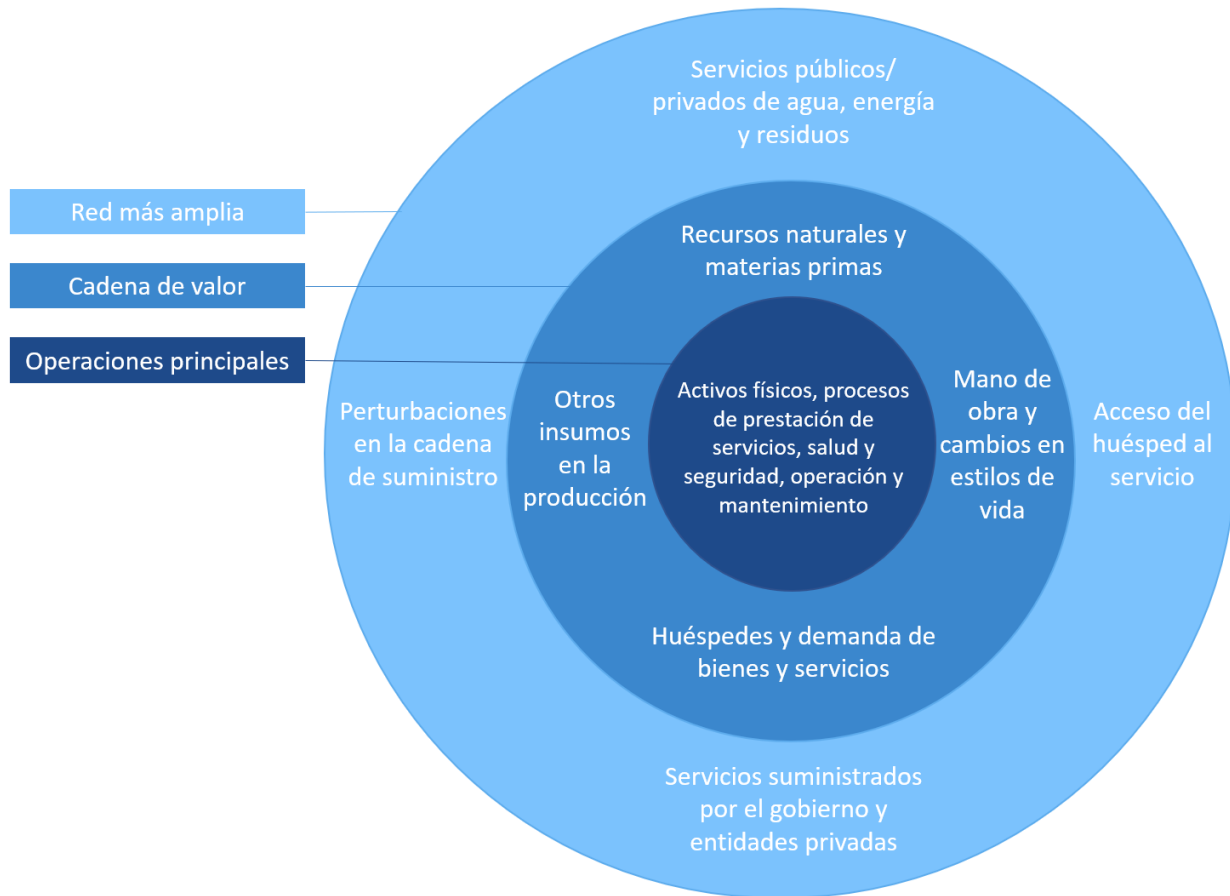 Servicios públicos/
privados de agua, energía
y residuos
Red más amplia
Cadena de valor
Operaciones principales
Recursos naturales y
materias primas
Perturbaciones
en la cadena
de suministro
Otros
insumos
en la
producción
Activos físicos, procesos
de prestación de
servicios, salud y
seguridad, operación y
mantenimiento
Mano de
obra y
cambios en
estilos de
vida
Acceso del
huésped al
servicio
Huéspedes y demanda de
bienes y servicios
Servicios suministrados
por el gobierno y
entidades privadas